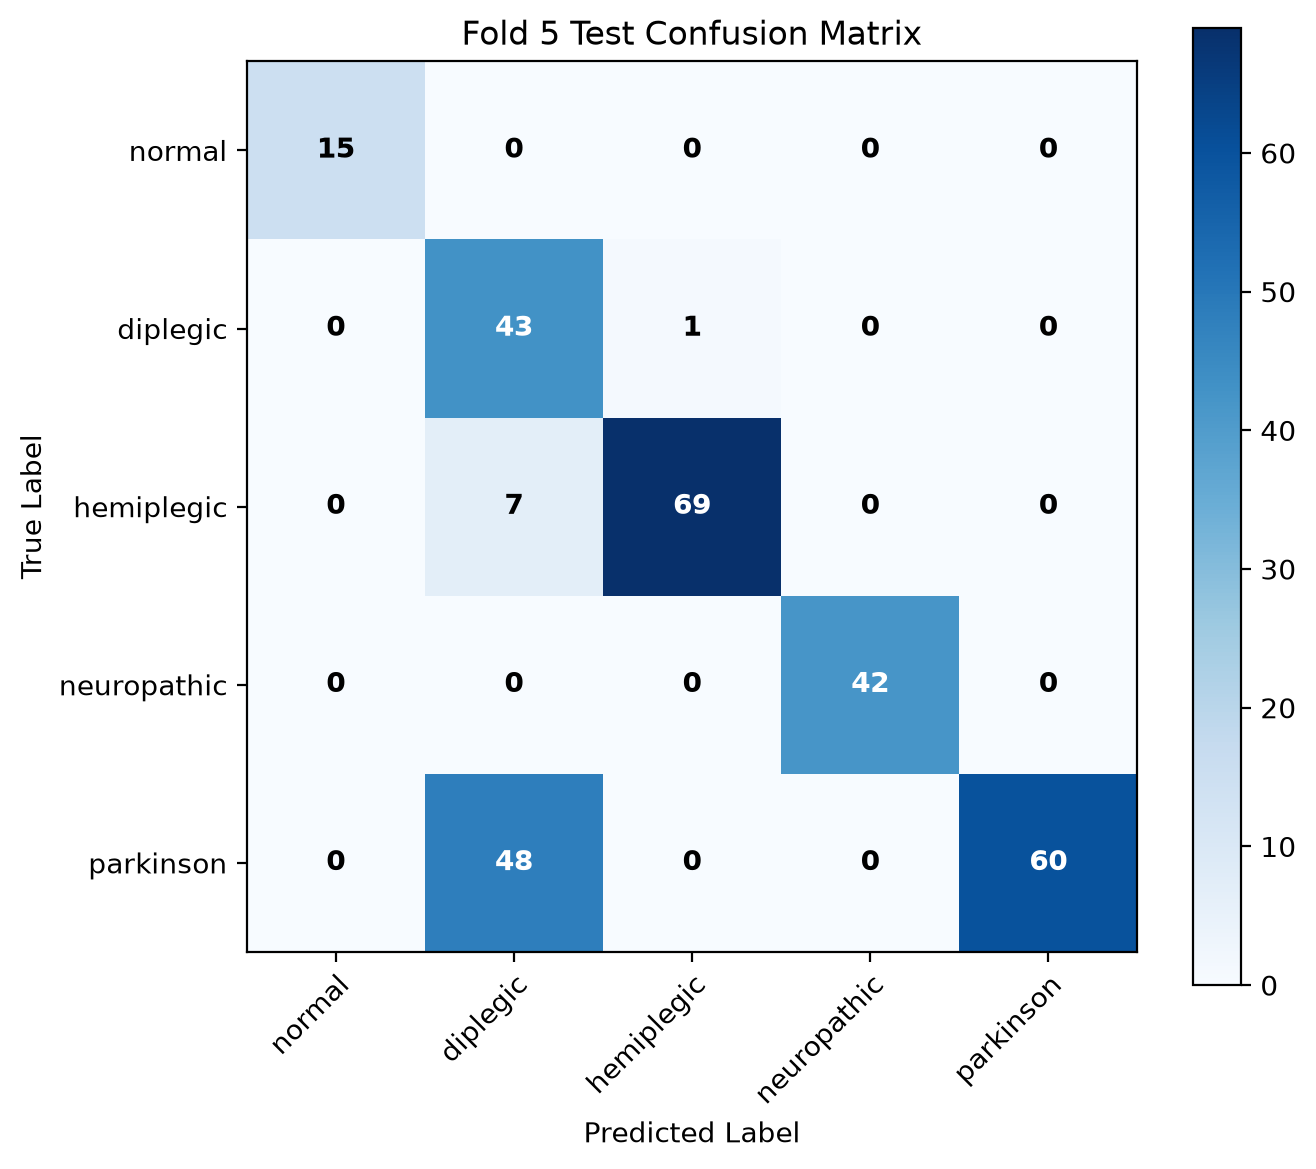 Fold 5 Test Confusion Matrix
True Label
normal 15 0 0 0 0
diplegic 0 43 1 0 0
hemiplegic 0 7 69 0 0
neuropathic 0 0 0 42 0
parkinson 0 48 0 0 60
normal diplegic hemiplegic neuropathic parkinson
Predicted Label
60
50
40
30
20
10
0